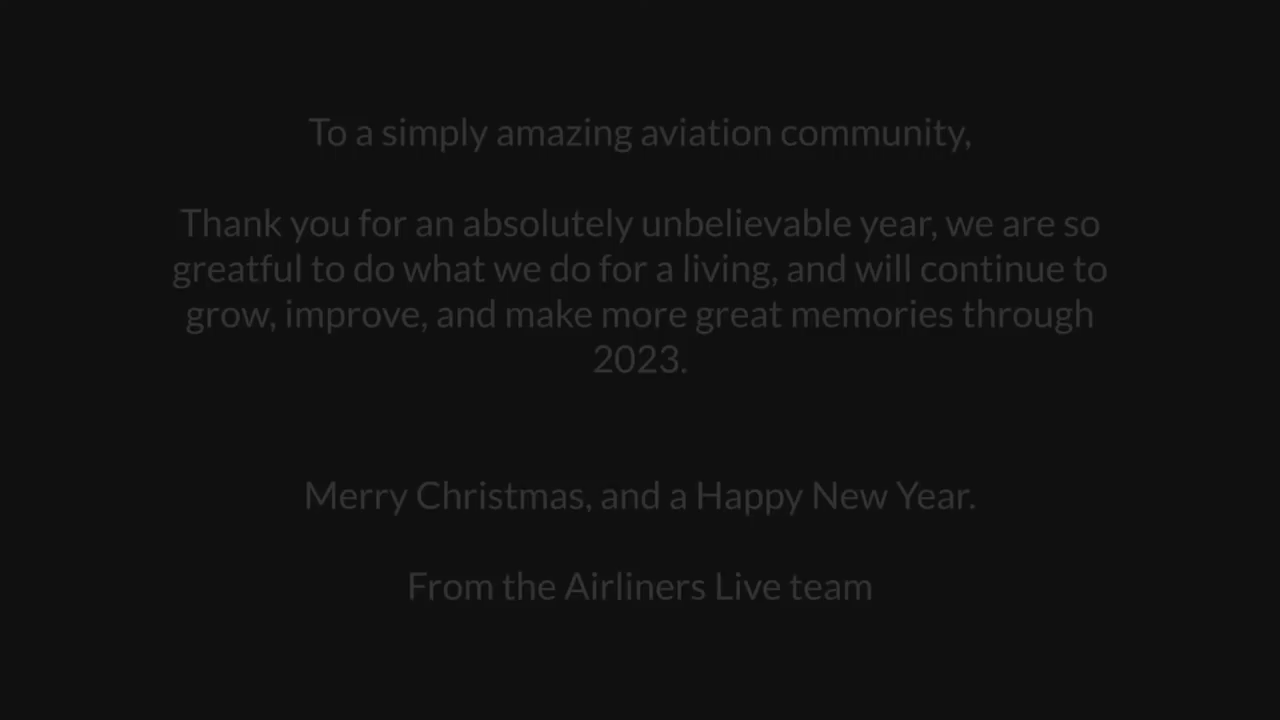 To a simply amazing aviation community,
Thank you for an absolutely unbelievable year, we are so
greatful to do what we do for a living, and will continue to
grow, improve, and make more great memories through
2023.
Merry Christmas, and a Happy New Year.
From the Airliners Live team